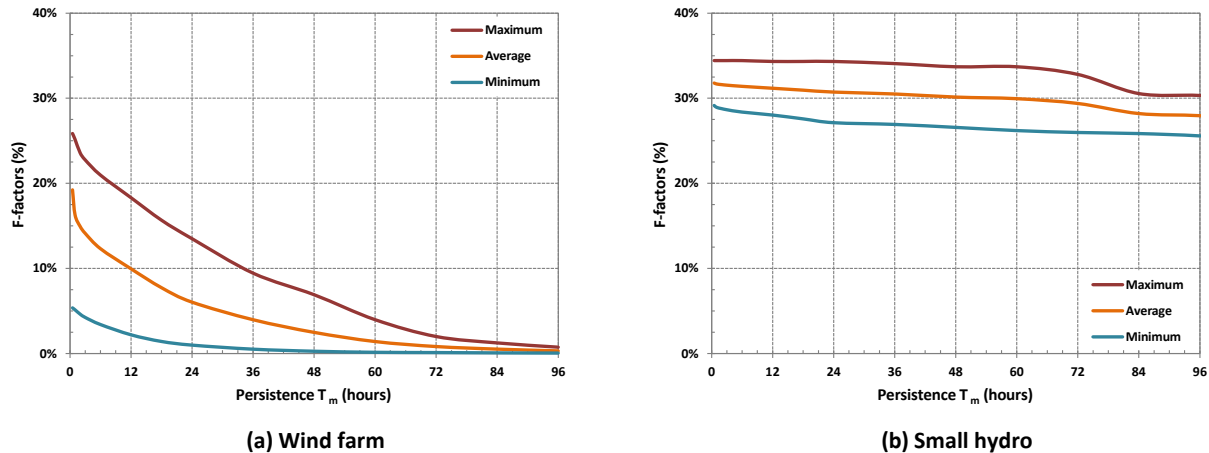 40%
30%
20%
10%
0%
F-factors (%)
Maximum
Average
Minimum
0 12 24 36 48 60 72 84 96
Persistence T m (hours)
(a) Wind farm
40%
30%
20%
10%
0%
F-factors (%)
Maximum
Average
Minimum
0 12 24 36 48 60 72 84 96
Persistence T m (hours)
(b) Small hydro